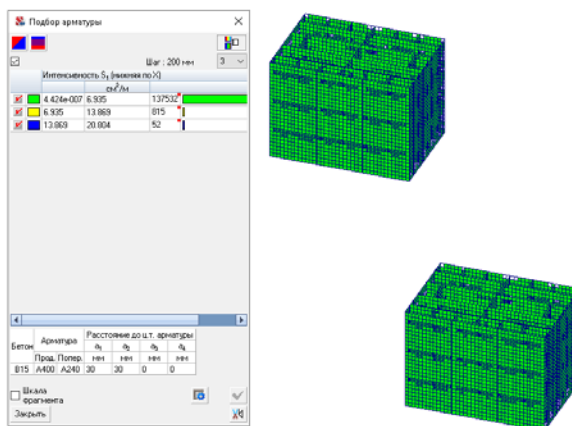 Подбор арматуры
Шаг : 200 мм
3
Интенсивность S₁ (нижняя по X)
см²/м
4.424e-007 6.935 137532
6.935 13.869 815
13.869 20.804 52
Бетон Арматура Расстояние до ц.т. арматуры
Прод. Попер. a₁ a₂ a₃ a₄
мм мм мм мм
B15 A400 A240 30 30 0 0
Шкала
фрагмента
Закрыть